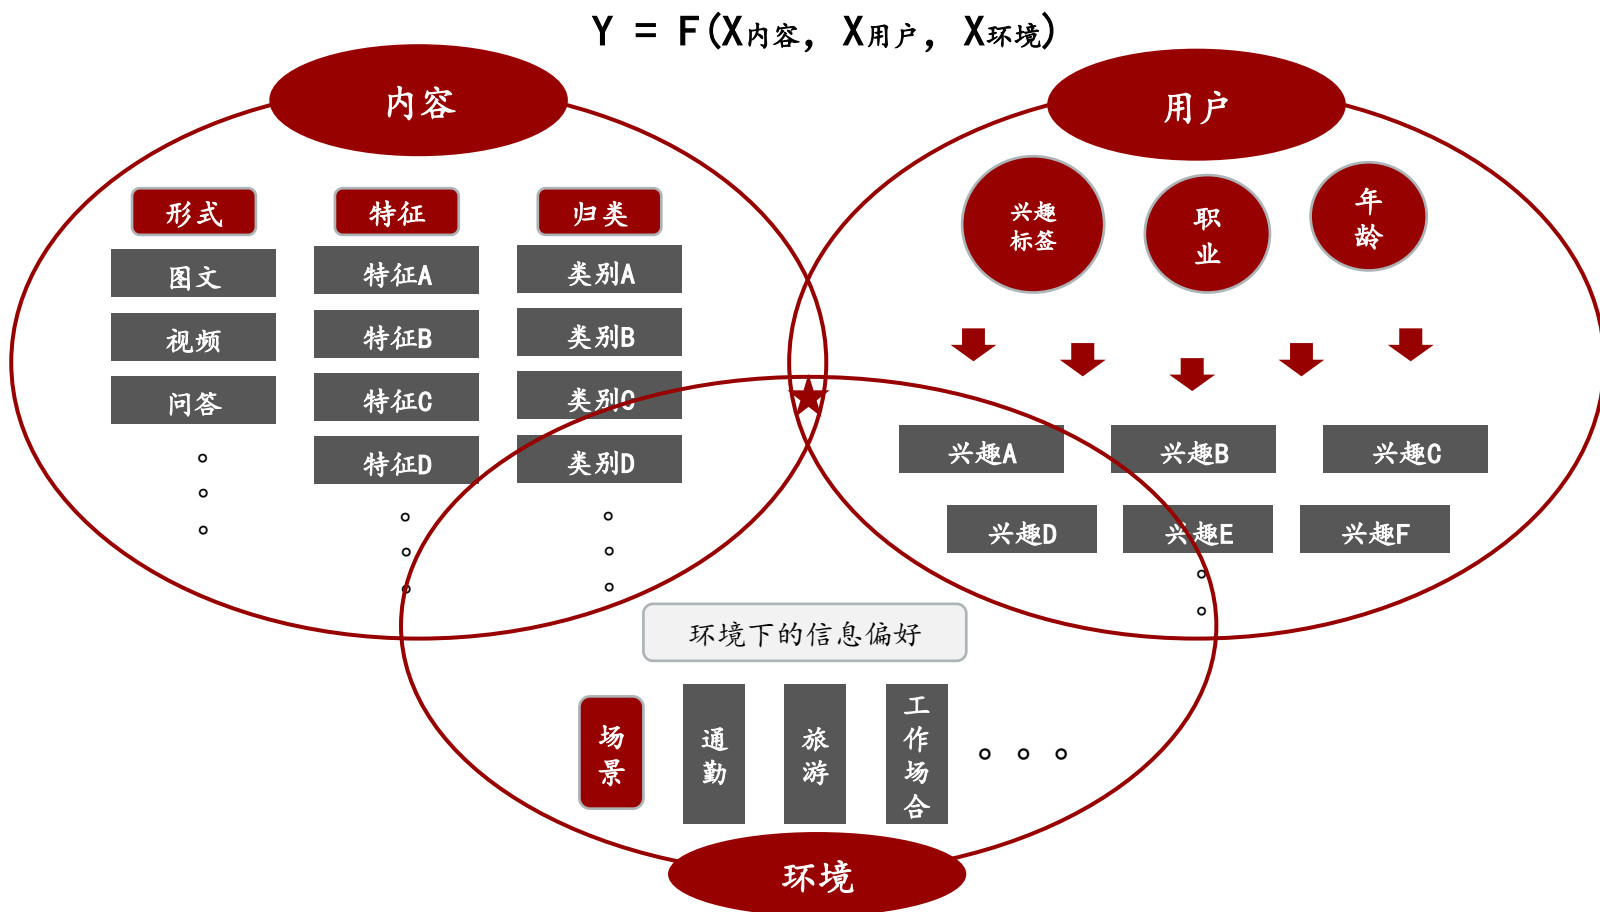 Y = F(X内容, X用户, X环境)
内容
形式
图文
视频
问答
特征
特征A
特征B
特征C
特征D
归类
类别A
类别B
类别C
类别D
用户
兴趣
标签
职
业
年
龄
兴趣A
兴趣B
兴趣C
兴趣D
兴趣E
兴趣F
环境下的信息偏好
场
景
通
勤
旅
游
工
作
场
合
环境